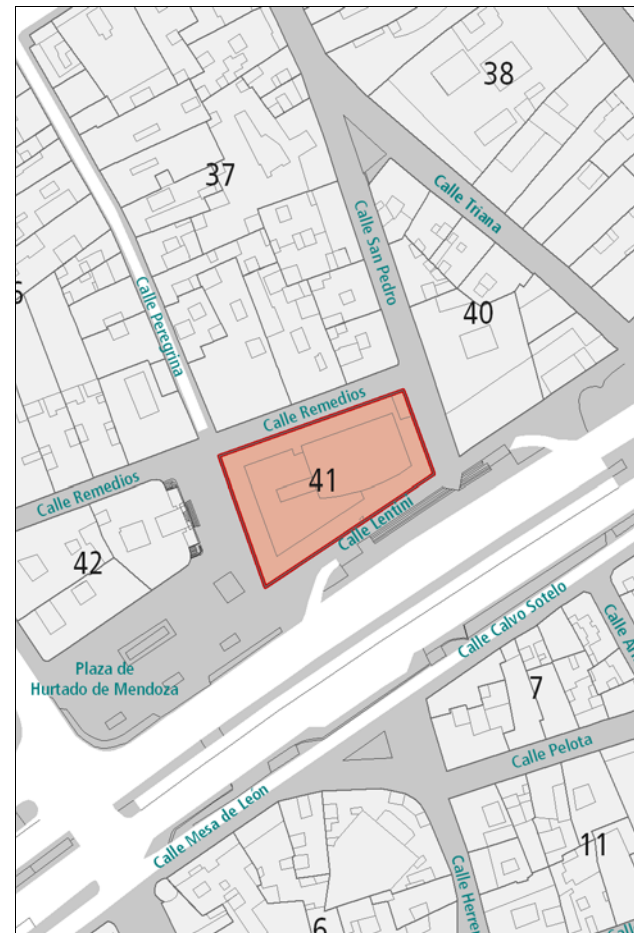 38
37
Calle Triana
Calle San Pedro
Calle Peregrina
40
Calle Remedios
41
Calle Remedios
Calle Lentini
42
Calle Calvo Sotelo
Plaza de
Hurtado de Mendoza
7
Calle Pelota
Calle Mesa de León
11
6